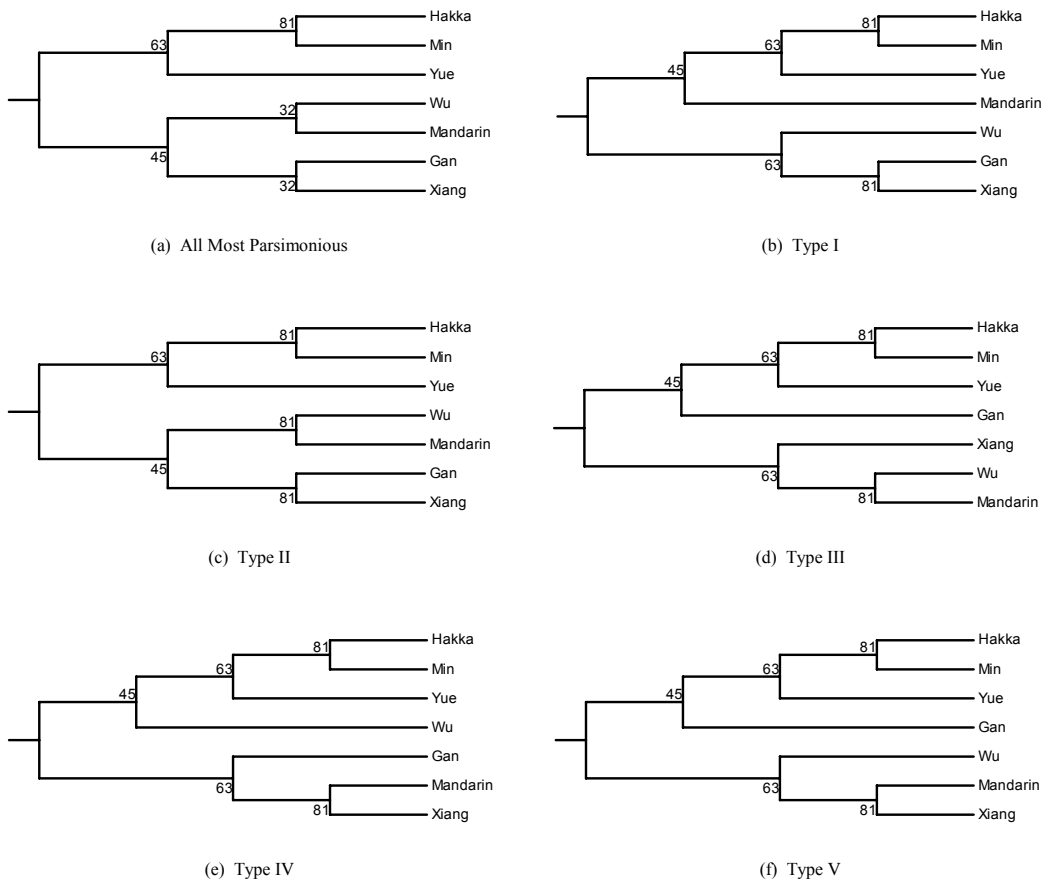 81
Hakka
63
Min
Yue
32
Wu
Mandarin
45
Gan
32
Xiang
(a) All Most Parsimonious
81
Hakka
63
Min
45
Yue
Mandarin
Wu
63
Gan
81
Xiang
(b) Type I
81
Hakka
63
Min
Yue
81
Wu
Mandarin
45
Gan
81
Xiang
(c) Type II
81
Hakka
63
Min
45
Yue
Gan
Xiang
63
Wu
81
Mandarin
(d) Type III
81
Hakka
63
Min
45
Yue
Wu
Gan
63
Mandarin
81
Xiang
(e) Type IV
81
Hakka
63
Min
45
Yue
Gan
Wu
63
Mandarin
81
Xiang
(f) Type V